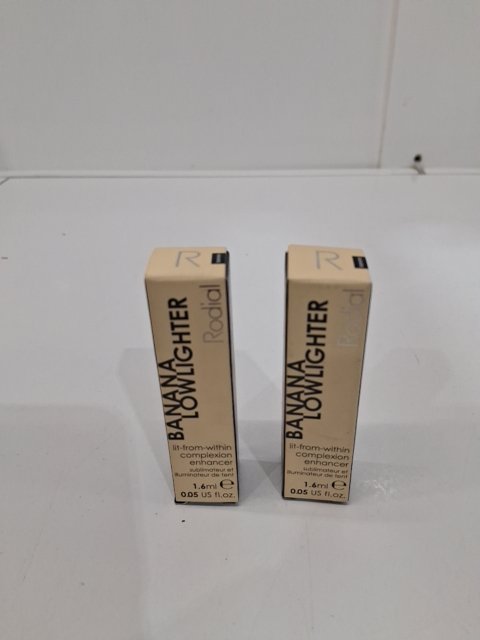 R
BANANA
LOWLIGHTER
Rodial
lit-from-within
complexion
enhancer
sublimateur et
illuminateur de teint
1.6ml e
0.05 US fl.oz.
R
BANANA
LOWLIGHTER
Rodial
lit-from-within
complexion
enhancer
sublimateur et
illuminateur de teint
1.6ml e
0.05 US fl.oz.